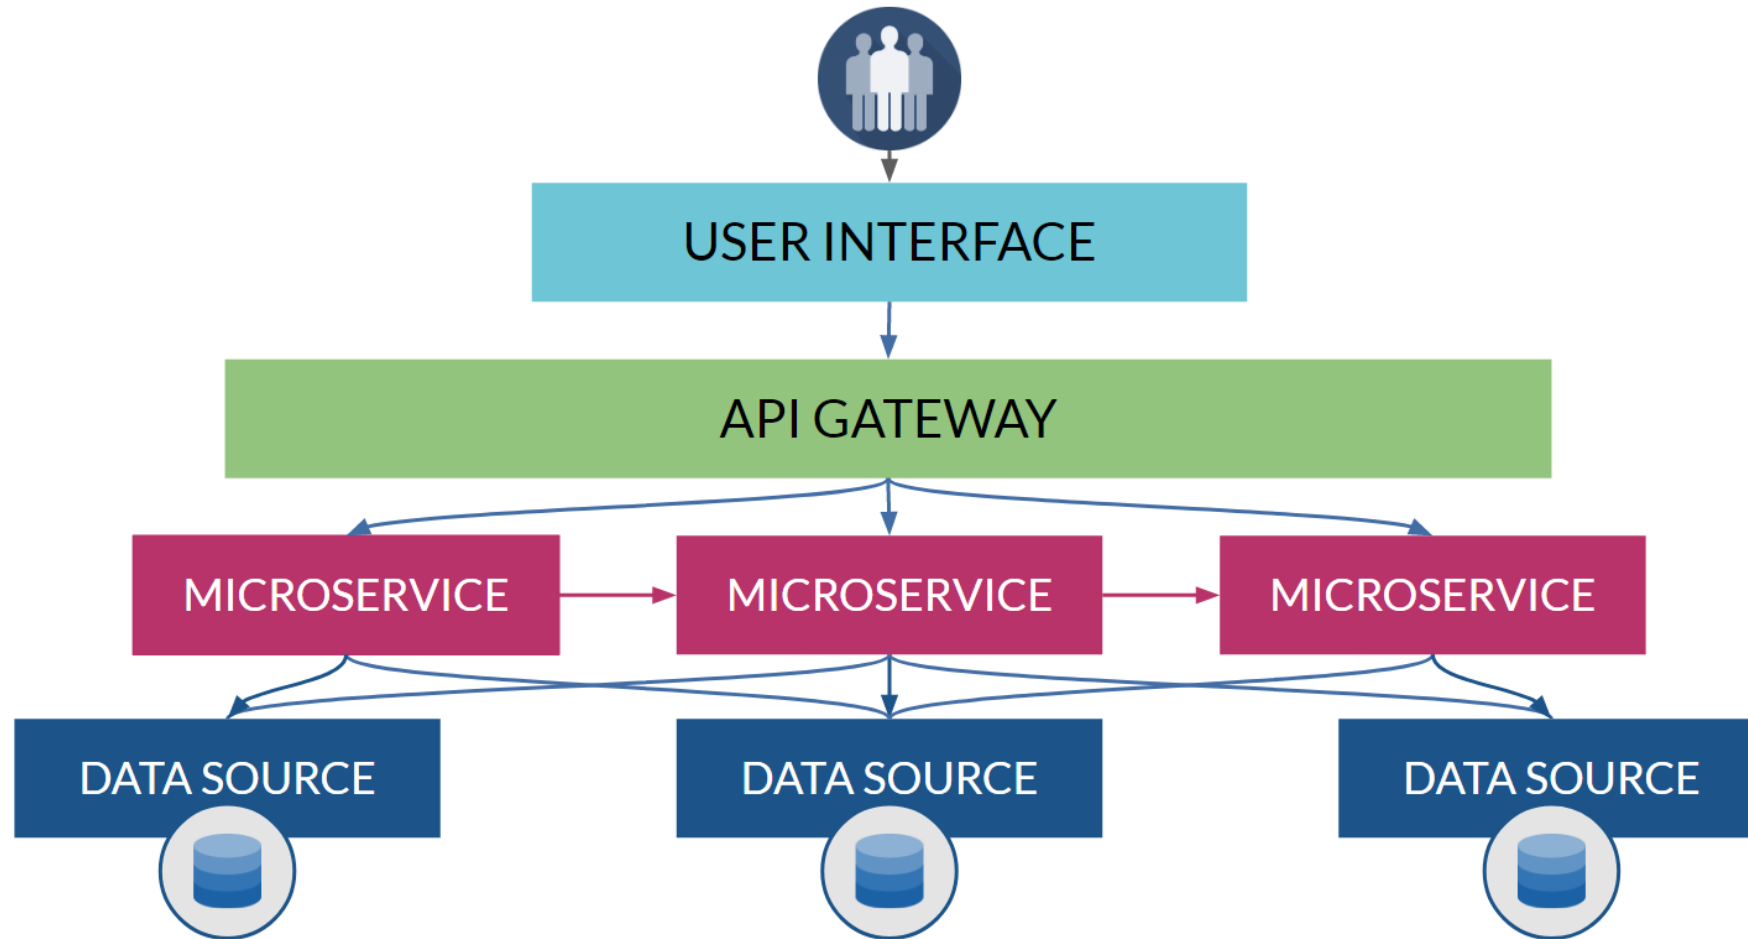 USER INTERFACE
API GATEWAY
MICROSERVICE
MICROSERVICE
MICROSERVICE
DATA SOURCE
DATA SOURCE
DATA SOURCE